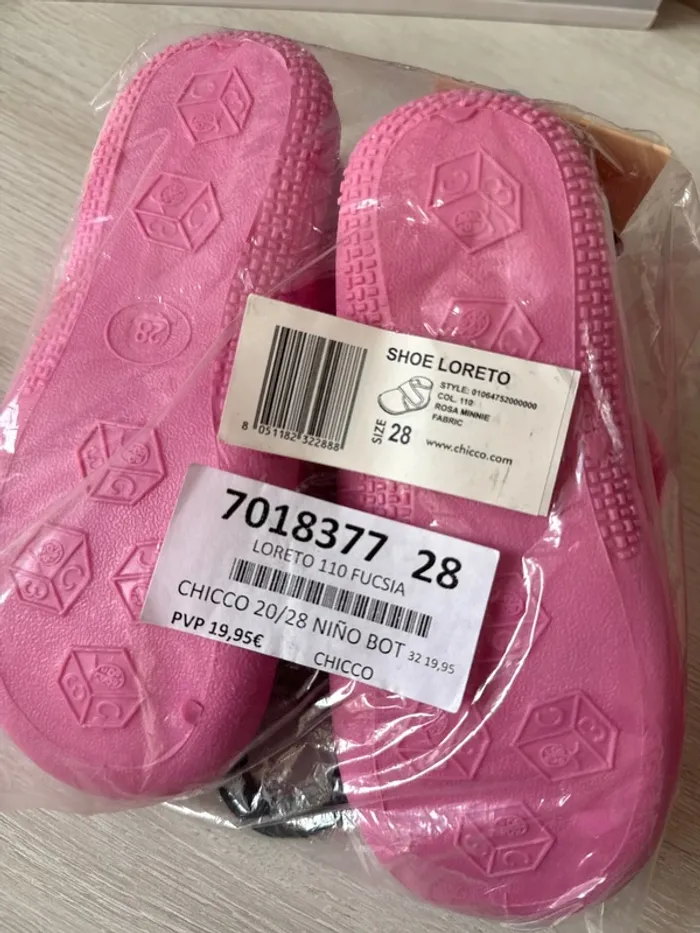 28
SHOE LORETO
STYLE: 01064752000000
COL. 110
ROSA MINNIE
FABRIC
SIZE 28
www.chicco.com
8 051182 322888
7018377 28
LORETO 110 FUCSIA
CHICCO 20/28 NIÑO BOT 32 19,95
PVP 19,95€
CHICCO